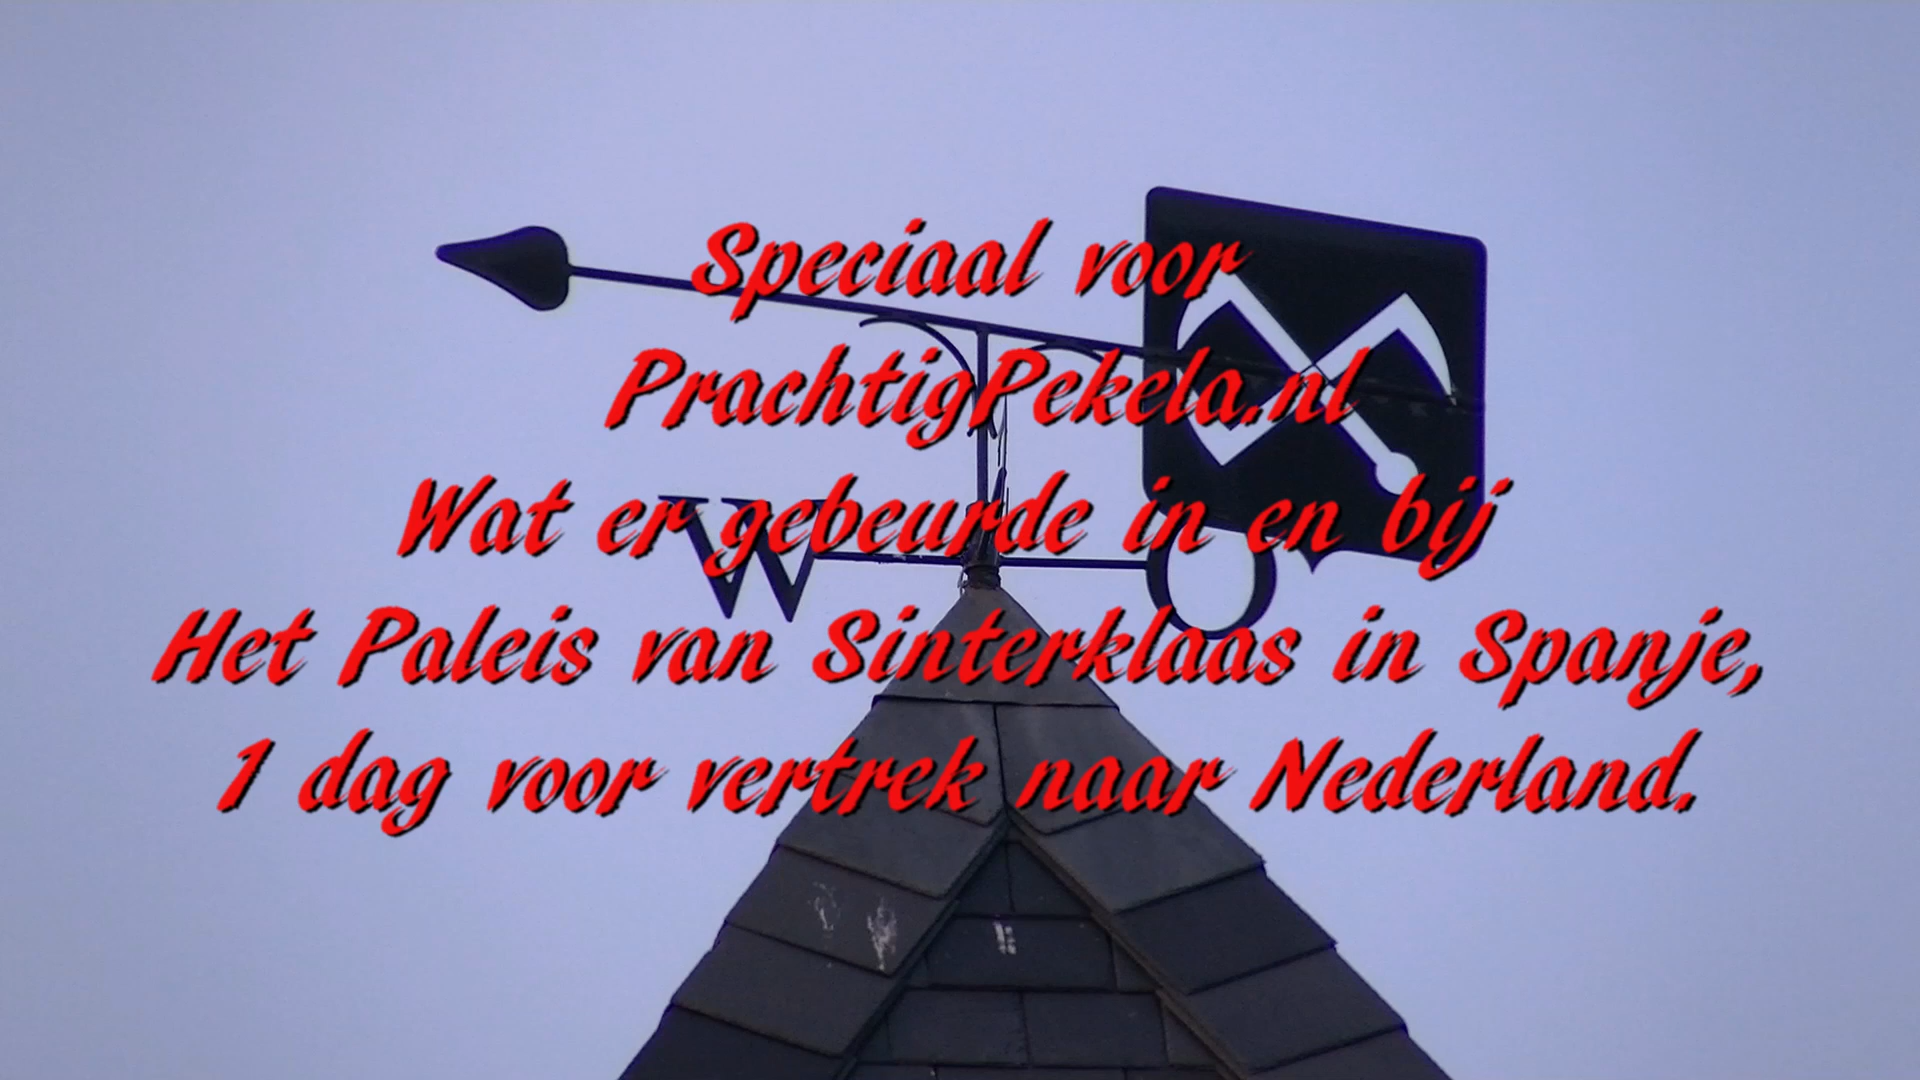 Speciaal voor
PrachtigPekela.nl
Wat er gebeurde in en bij
Het Paleis van Sinterklaas in Spanje,
1 dag voor vertrek naar Nederland.
W O